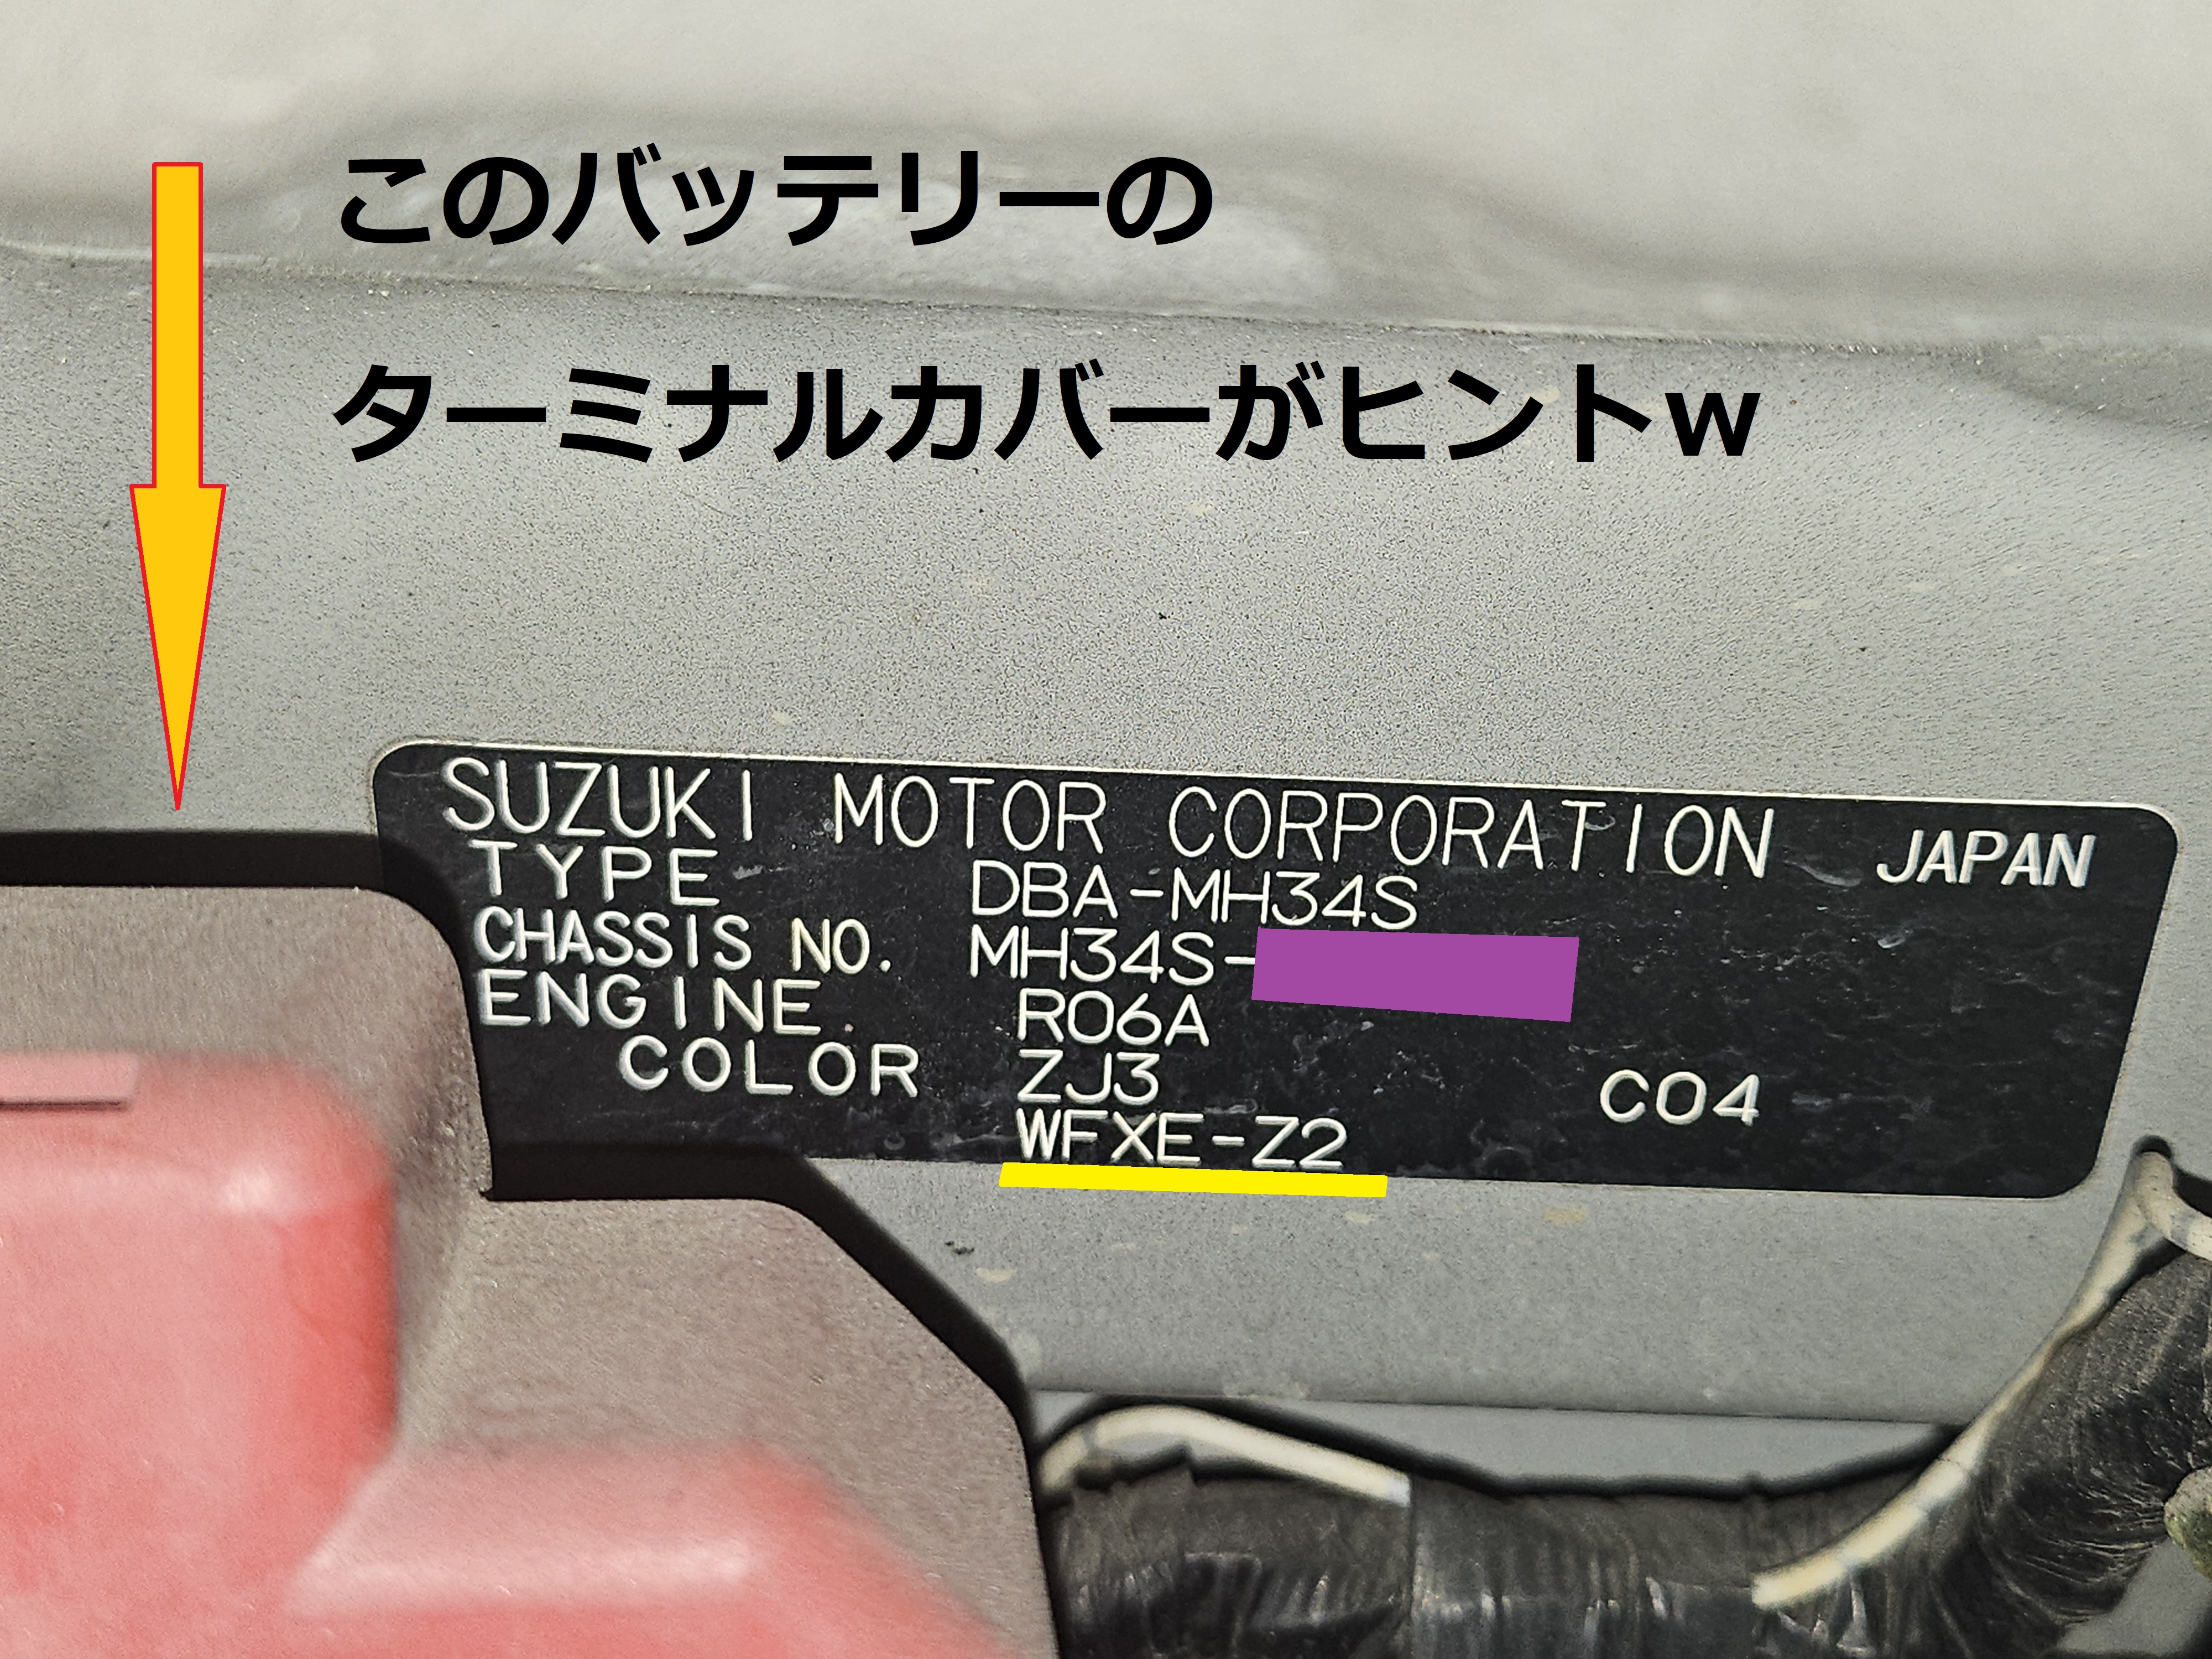 このバッテリーの
ターミナルカバーがヒントｗ
SUZUKI MOTOR CORPORATION JAPAN
TYPE DBA-MH34S
CHASSIS NO. MH34S-
ENGINE R06A
COLOR ZJ3 C04
WFXE-Z2